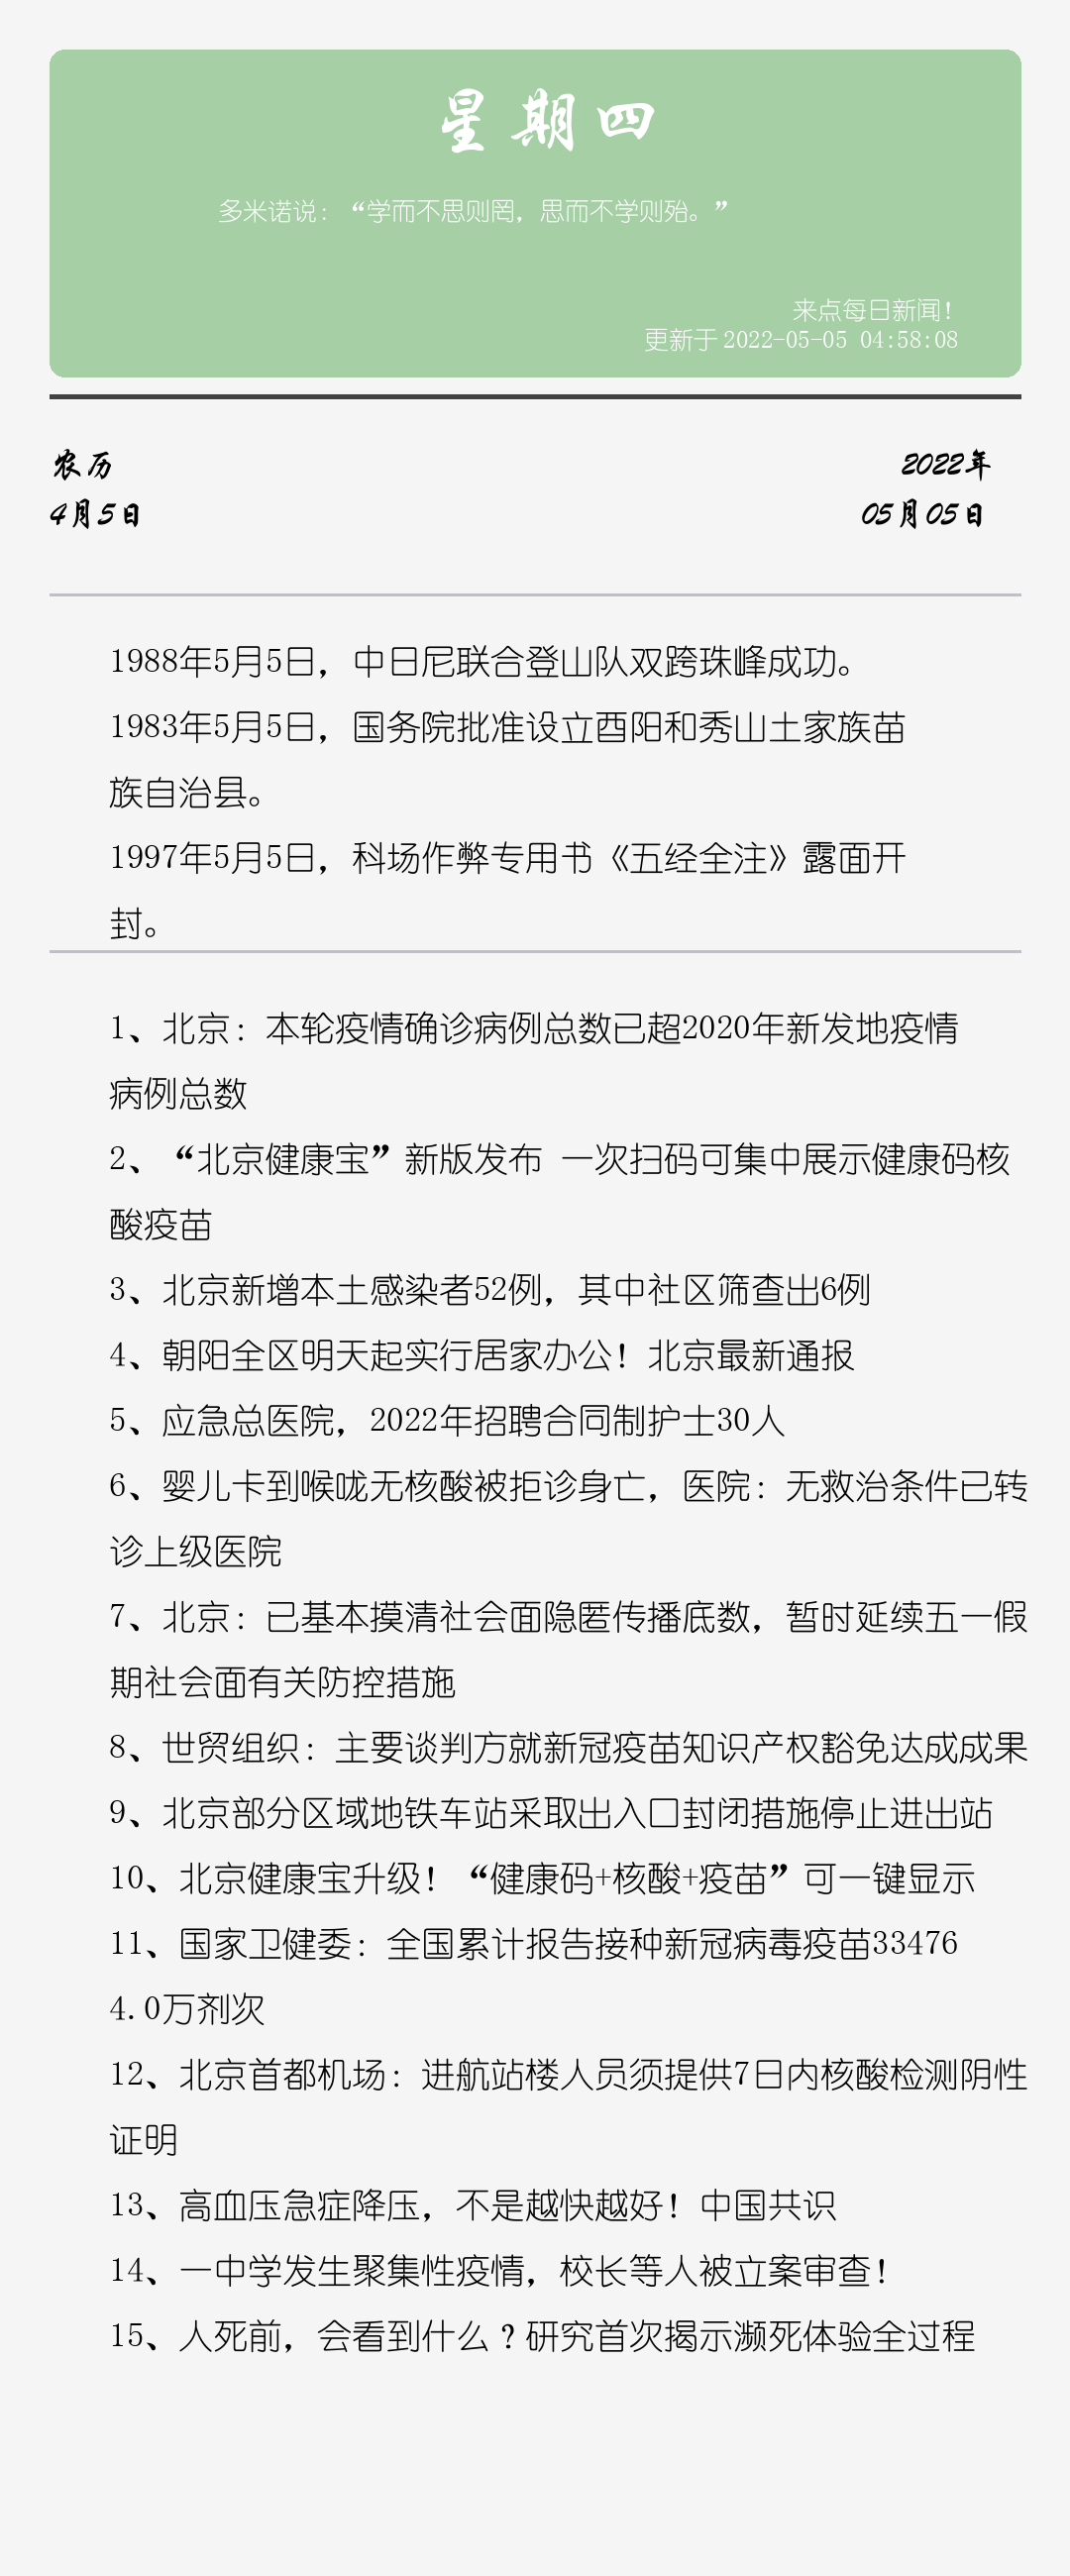 星期四
多米诺说：“学而不思则罔，思而不学则殆。”
来点每日新闻！
更新于 2022-05-05 04:58:08
农历
2022年
4月5日
05月05日
1988年5月5日，中日尼联合登山队双跨珠峰成功。
1983年5月5日，国务院批准设立酉阳和秀山土家族苗
族自治县。
1997年5月5日，科场作弊专用书《五经全注》露面开
封。
1、北京：本轮疫情确诊病例总数已超2020年新发地疫情
病例总数
2、“北京健康宝”新版发布 一次扫码可集中展示健康码核
酸疫苗
3、北京新增本土感染者52例，其中社区筛查出6例
4、朝阳全区明天起实行居家办公！北京最新通报
5、应急总医院，2022年招聘合同制护士30人
6、婴儿卡到喉咙无核酸被拒诊身亡，医院：无救治条件已转
诊上级医院
7、北京：已基本摸清社会面隐匿传播底数，暂时延续五一假
期社会面有关防控措施
8、世贸组织：主要谈判方就新冠疫苗知识产权豁免达成成果
9、北京部分区域地铁车站采取出入口封闭措施停止进出站
10、北京健康宝升级！“健康码+核酸+疫苗”可一键显示
11、国家卫健委：全国累计报告接种新冠病毒疫苗33476
4.0万剂次
12、北京首都机场：进航站楼人员须提供7日内核酸检测阴性
证明
13、高血压急症降压，不是越快越好！中国共识
14、一中学发生聚集性疫情，校长等人被立案审查！
15、人死前，会看到什么？研究首次揭示濒死体验全过程